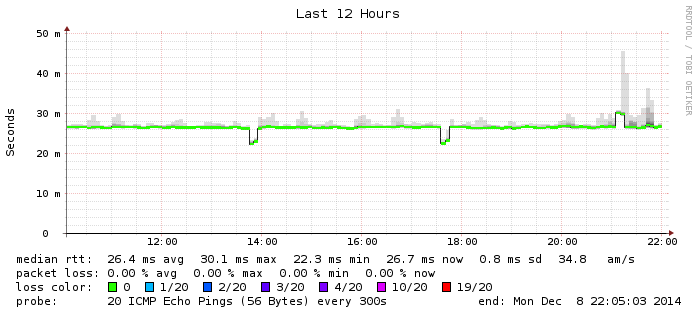 Last 12 Hours
RRDTOOL / TOBI OETIKER
Seconds
50 m
40 m
30 m
20 m
10 m
0
12:00 14:00 16:00 18:00 20:00 22:00
median rtt: 26.4 ms avg 30.1 ms max 22.3 ms min 26.7 ms now 0.8 ms sd 34.8 am/s
packet loss: 0.00 % avg 0.00 % max 0.00 % min 0.00 % now
loss color: 0 1/20 2/20 3/20 4/20 10/20 19/20
probe: 20 ICMP Echo Pings (56 Bytes) every 300s end: Mon Dec 8 22:05:03 2014